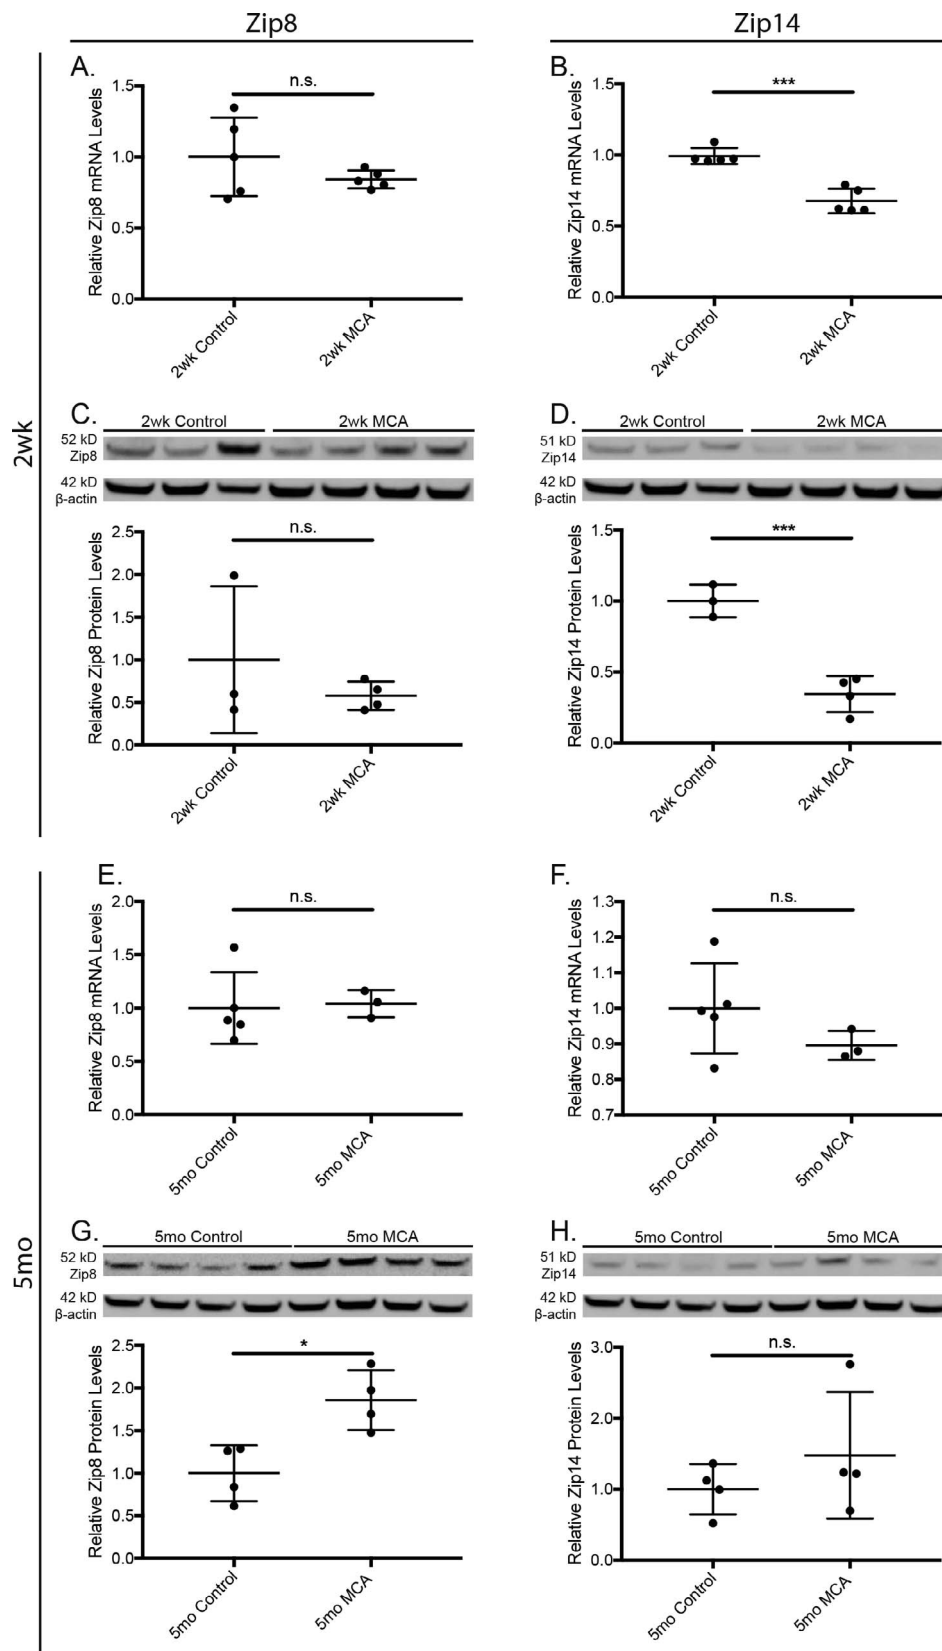 Zip8
Zip14
2wk
A.
Relative Zip8 mRNA Levels
1.5
1.0
0.5
0.0
n.s.
2wk Control
2wk MCA
B.
Relative Zip14 mRNA Levels
1.5
1.0
0.5
0.0
***
2wk Control
2wk MCA
C.
2wk Control
2wk MCA
52 kD
Zip8
42 kD
β-actin
Relative Zip8 Protein Levels
2.5
2.0
1.5
1.0
0.5
0.0
n.s.
2wk Control
2wk MCA
D.
2wk Control
2wk MCA
51 kD
Zip14
42 kD
β-actin
Relative Zip14 Protein Levels
1.5
1.0
0.5
0.0
***
2wk Control
2wk MCA
5mo
E.
Relative Zip8 mRNA Levels
2.0
1.5
1.0
0.5
0.0
n.s.
5mo Control
5mo MCA
F.
Relative Zip14 mRNA Levels
1.3
1.2
1.1
1.0
0.9
0.8
0.7
n.s.
5mo Control
5mo MCA
G.
5mo Control
5mo MCA
52 kD
Zip8
42 kD
β-actin
Relative Zip8 Protein Levels
2.5
2.0
1.5
1.0
0.5
0.0
*
5mo Control
5mo MCA
H.
5mo Control
5mo MCA
51 kD
Zip14
42 kD
β-actin
Relative Zip14 Protein Levels
3.0
2.0
1.0
0.0
n.s.
5mo Control
5mo MCA